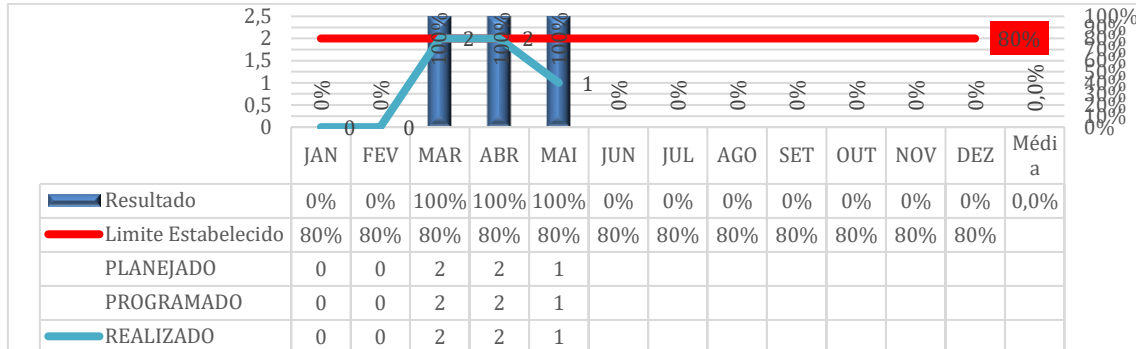 2,5
2
1,5
1
0,5
0
100%
90%
80%
70%
60%
50%
40%
30%
20%
10%
0%
80%
0% 0% 100% 100% 100% 0% 0% 0% 0% 0% 0% 0% 0,0%
0 0 2 2 1
JAN FEV MAR ABR MAI JUN JUL AGO SET OUT NOV DEZ Médi
a
Resultado 0% 0% 100% 100% 100% 0% 0% 0% 0% 0% 0% 0% 0,0%
Limite Estabelecido 80% 80% 80% 80% 80% 80% 80% 80% 80% 80% 80% 80%
PLANEJADO 0 0 2 2 1
PROGRAMADO 0 0 2 2 1
REALIZADO 0 0 2 2 1